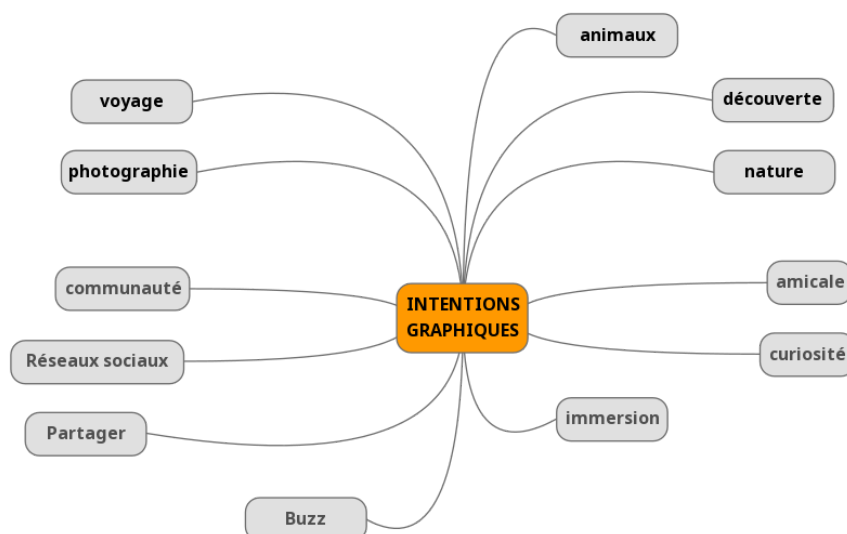 animaux
voyage
découverte
photographie
nature
communauté
amicale
INTENTIONS
GRAPHIQUES
Réseaux sociaux
curiosité
Partager
immersion
Buzz